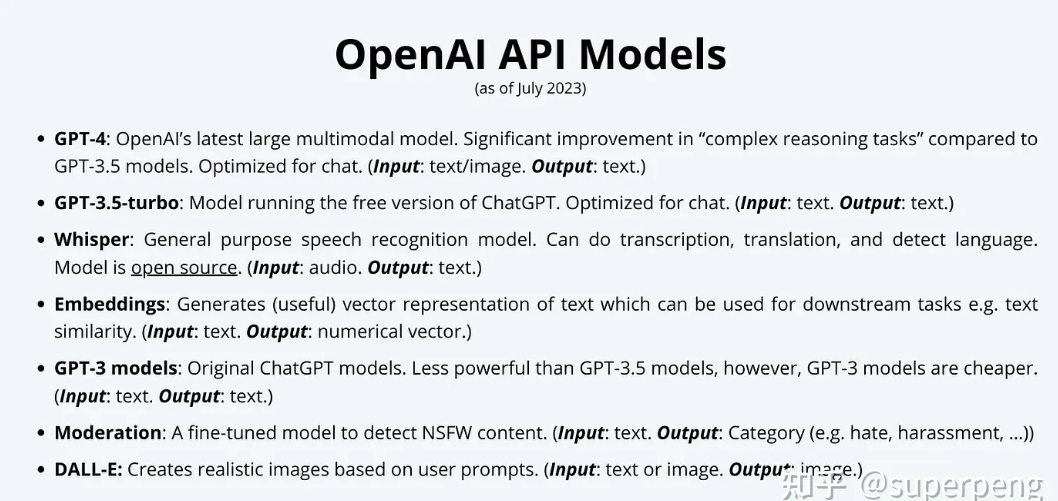 OpenAI API Models
(as of July 2023)
• GPT-4: OpenAI’s latest large multimodal model. Significant improvement in “complex reasoning tasks” compared to
GPT-3.5 models. Optimized for chat. (Input: text/image. Output: text.)
• GPT-3.5-turbo: Model running the free version of ChatGPT. Optimized for chat. (Input: text. Output: text.)
• Whisper: General purpose speech recognition model. Can do transcription, translation, and detect language.
Model is open source. (Input: audio. Output: text.)
• Embeddings: Generates (useful) vector representation of text which can be used for downstream tasks e.g. text
similarity. (Input: text. Output: numerical vector.)
• GPT-3 models: Original ChatGPT models. Less powerful than GPT-3.5 models, however, GPT-3 models are cheaper.
(Input: text. Output: text.)
• Moderation: A fine-tuned model to detect NSFW content. (Input: text. Output: Category (e.g. hate, harassment, ...))
• DALL-E: Creates realistic images based on user prompts. (Input: text or image. Output: image.)
知乎 @superpeng